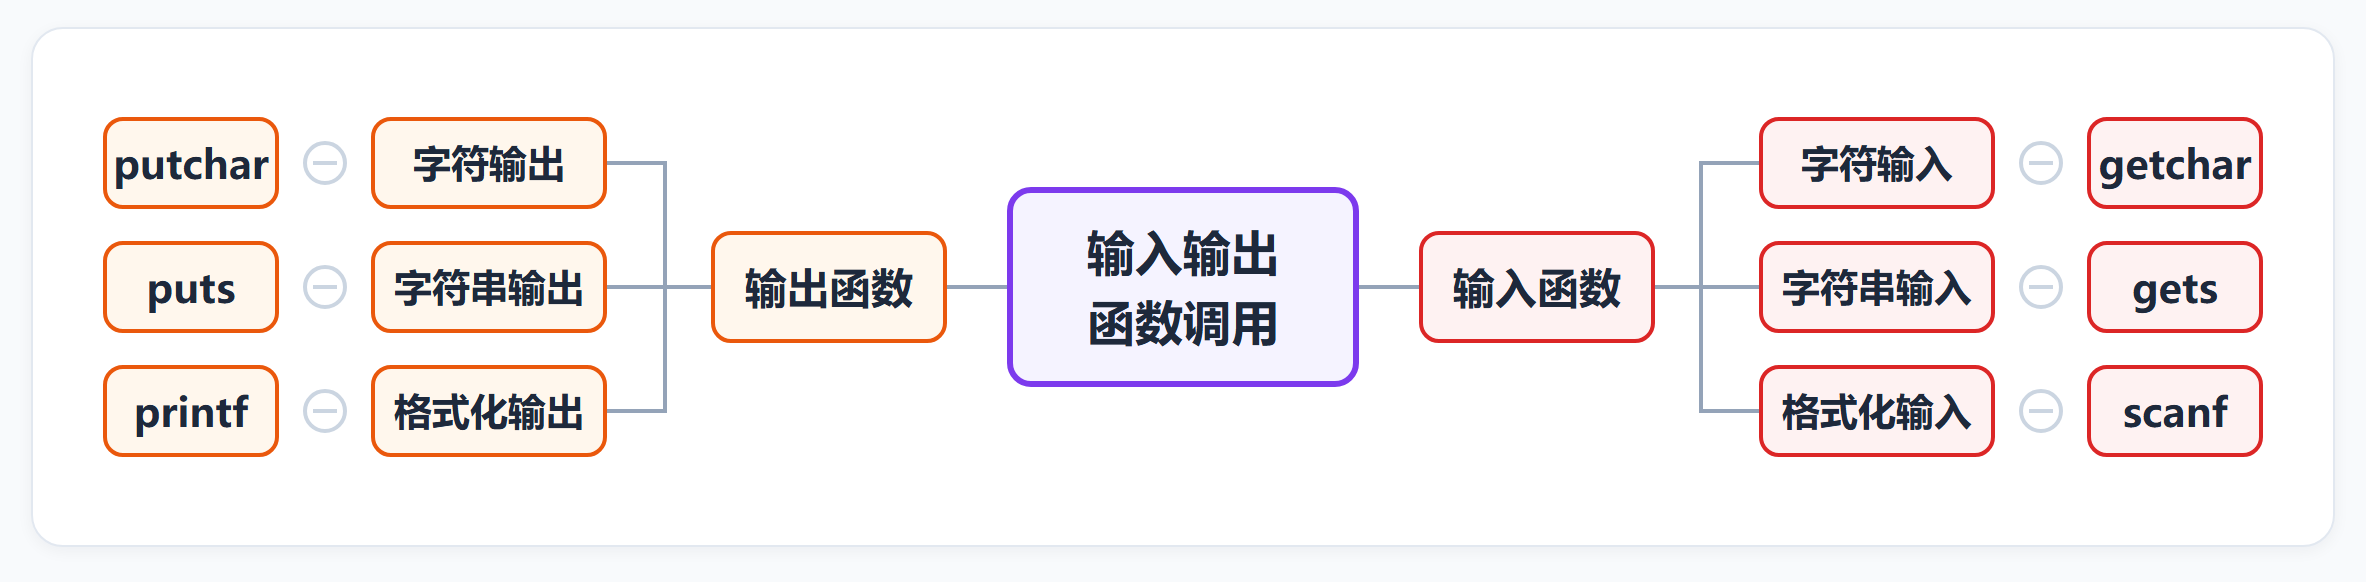 putchar
字符输出
puts
字符串输出
printf
格式化输出
输出函数
输入输出
函数调用
输入函数
字符输入
getchar
字符串输入
gets
格式化输入
scanf